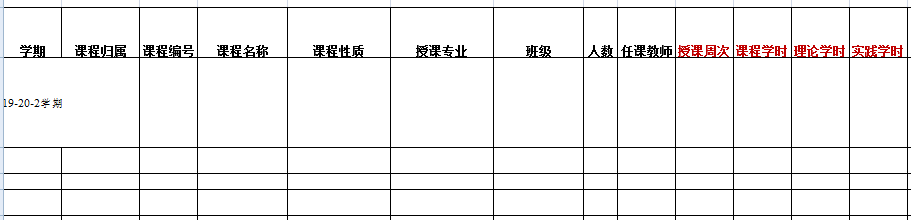 学期 课程归属 课程编号 课程名称 课程性质 授课专业 班级 人数 任课教师 授课周次 课程学时 理论学时 实践学时
19-20-2学期